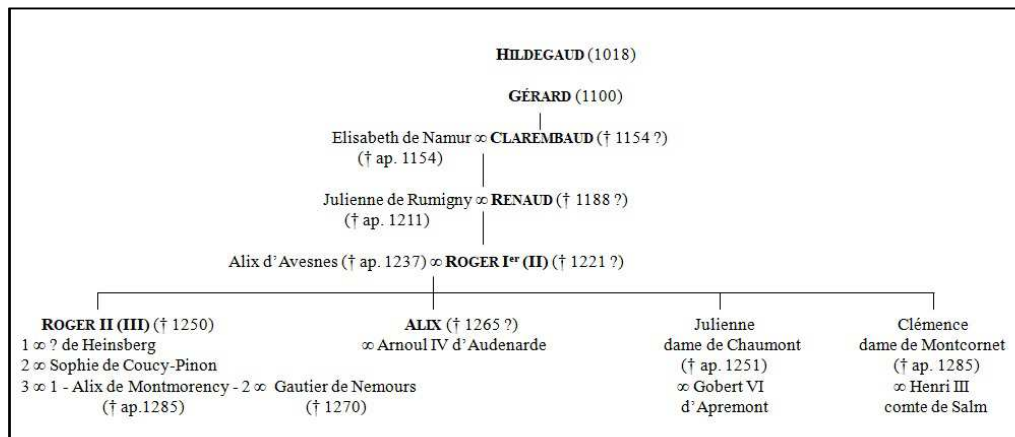 HILDEGAUD (1018)
GÉRARD (1100)
Elisabeth de Namur ∞ CLAREMBAUD († 1154 ?)
(† ap. 1154)
Julienne de Rumigny ∞ RENAUD († 1188 ?)
(† ap. 1211)
Alix d’Avesnes († ap. 1237) ∞ ROGER Iᵉʳ (II) († 1221 ?)
ROGER II (III) († 1250)
1 ∞ ? de Heinsberg
2 ∞ Sophie de Coucy-Pinon
3 ∞ 1 - Alix de Montmorency - 2 ∞ Gautier de Nemours
(† ap.1285) († 1270)
ALIX († 1265 ?)
∞ Arnoul IV d’Audenarde
Julienne
dame de Chaumont
(† ap. 1251)
∞ Gobert VI
d’Apremont
Clémence
dame de Montcornet
(† ap. 1285)
∞ Henri III
comte de Salm